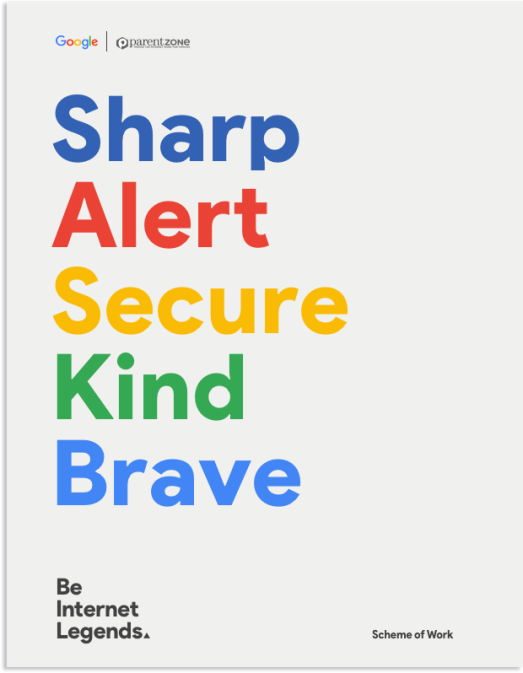 Google | parentzone
Sharp
Alert
Secure
Kind
Brave
Be
Internet
Legends.
Scheme of Work